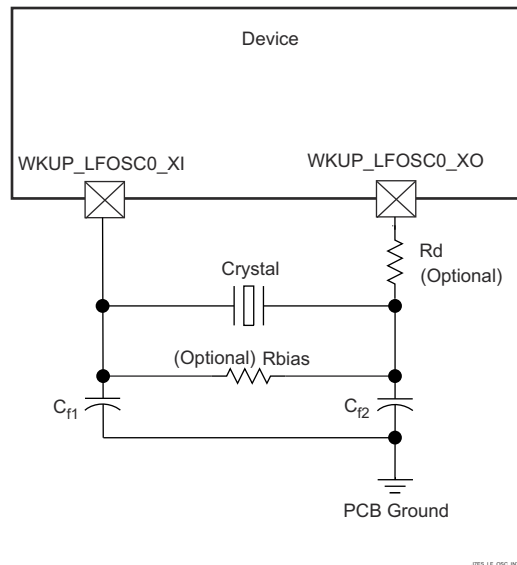 Device
WKUP_LFOSC0_XI
WKUP_LFOSC0_XO
Rd
(Optional)
Crystal
(Optional) Rbias
Cf1
Cf2
PCB Ground